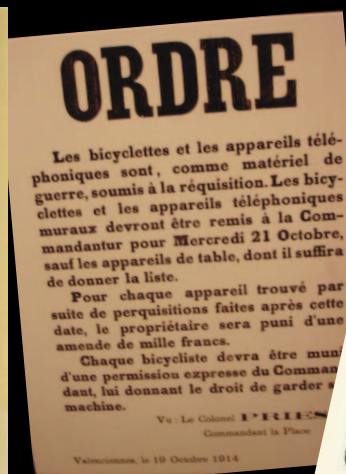 ORDRE
Les bicyclettes et les appareils télé-
phoniques sont, comme matériel de
guerre, soumis à la réquisition. Les bicy-
clettes et les appareils téléphoniques
muraux devront être remis à la Com-
mandantur pour Mercredi 21 Octobre,
sauf les appareils de table, dont il suffira
de donner la liste.
Pour chaque appareil trouvé par
suite de perquisitions faites après cette
date, le propriétaire sera puni d'une
amende de mille francs.
Chaque bicycliste devra être muni
d'une permission expresse du Comman
dant, lui donnant le droit de garder s
machine.
Vu : Le Colonel PRIES
Commandant la Place
Valenciennes, le 19 Octobre 1914